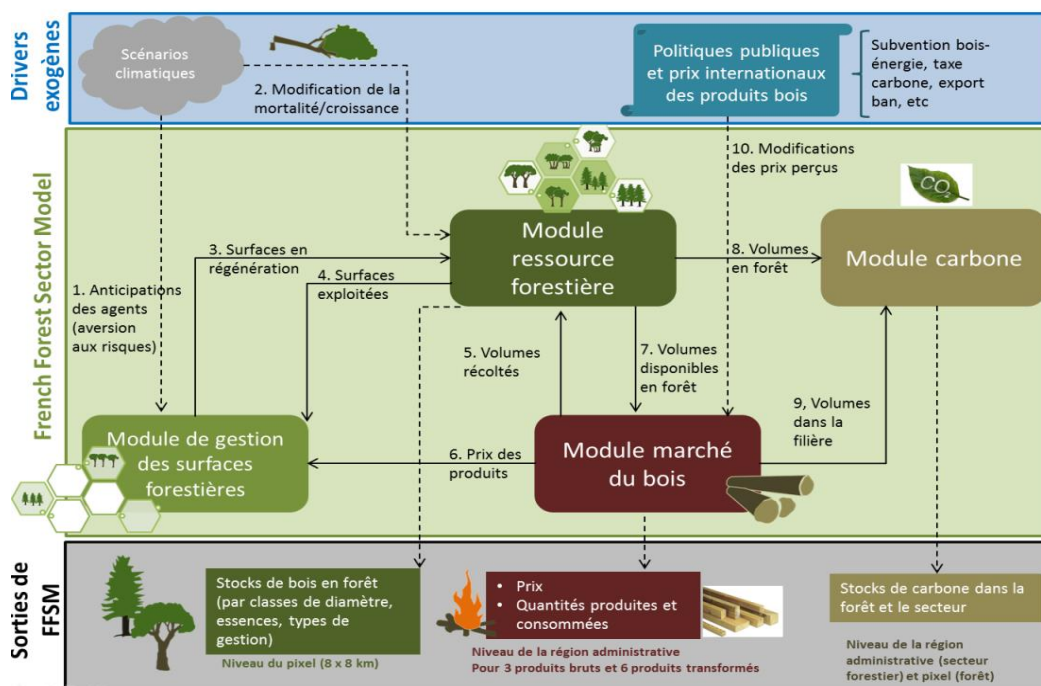 Drivers
exogènes
Scénarios
climatiques
2. Modification de la
mortalité/croissance
Politiques publiques
et prix internationaux
des produits bois
Subvention bois-
énergie, taxe
carbone, export
ban, etc
French Forest Sector Model
10. Modifications
des prix perçus
CO2
Module
ressource
forestière
Module carbone
3. Surfaces en
régénération
4. Surfaces
exploitées
8. Volumes
en forêt
1. Anticipations
des agents
(aversion
aux risques)
5. Volumes
récoltés
7. Volumes
disponibles
en forêt
9, Volumes
dans la
filière
Module de gestion
des surfaces
forestières
6. Prix des
produits
Module marché
du bois
Sorties de
FFSM
Stocks de bois en forêt
(par classes de diamètre,
essences, types de
gestion)
Niveau du pixel (8 x 8 km)
• Prix
• Quantités produites et
consommées
Niveau de la région administrative
Pour 3 produits bruts et 6 produits transformés
Stocks de carbone dans la
forêt et le secteur
Niveau de la région
administrative (secteur
forestier) et pixel (forêt)